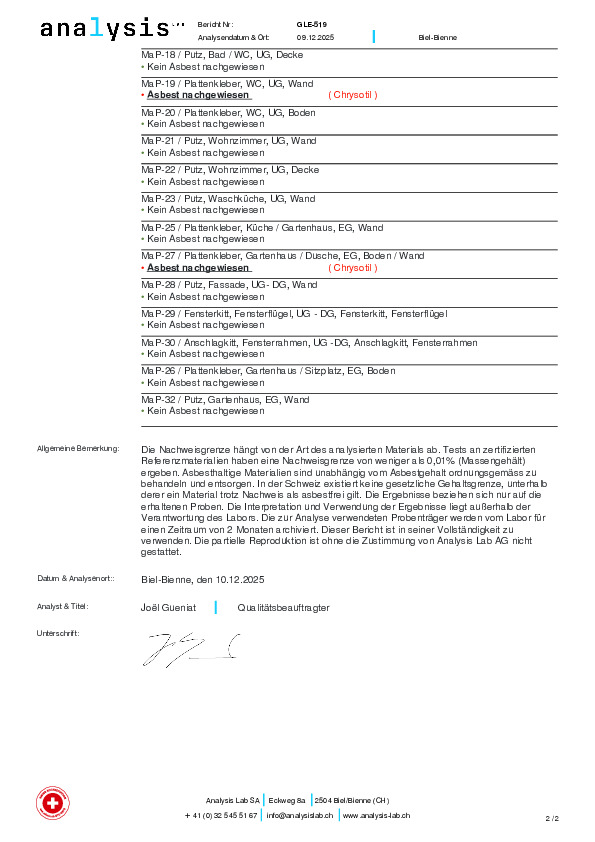 analysis
Bericht Nr: GLE-519
Analysendatum & Ort: 09.12.2025 Biel-Bienne
MaP-18 / Putz, Bad / WC, UG, Decke
• Kein Asbest nachgewiesen
MaP-19 / Plattenkleber, WC, UG, Wand
• Asbest nachgewiesen ( Chrysotil )
MaP-20 / Plattenkleber, WC, UG, Boden
• Kein Asbest nachgewiesen
MaP-21 / Putz, Wohnzimmer, UG, Wand
• Kein Asbest nachgewiesen
MaP-22 / Putz, Wohnzimmer, UG, Decke
• Kein Asbest nachgewiesen
MaP-23 / Putz, Waschküche, UG, Wand
• Kein Asbest nachgewiesen
MaP-25 / Plattenkleber, Küche / Gartenhaus, EG, Wand
• Kein Asbest nachgewiesen
MaP-27 / Plattenkleber, Gartenhaus / Dusche, EG, Boden / Wand
• Asbest nachgewiesen ( Chrysotil )
MaP-28 / Putz, Fassade, UG- DG, Wand
• Kein Asbest nachgewiesen
MaP-29 / Fensterkitt, Fensterflügel, UG - DG, Fensterkitt, Fensterflügel
• Kein Asbest nachgewiesen
MaP-30 / Anschlagkitt, Fensterrahmen, UG -DG, Anschlagkitt, Fensterrahmen
• Kein Asbest nachgewiesen
MaP-26 / Plattenkleber, Gartenhaus / Sitzplatz, EG, Boden
• Kein Asbest nachgewiesen
MaP-32 / Putz, Gartenhaus, EG, Wand
• Kein Asbest nachgewiesen
Allgemeine Bemerkung: Die Nachweisgrenze hängt von der Art des analysierten Materials ab. Tests an zertifizierten
Referenzmaterialien haben eine Nachweisgrenze von weniger als 0,01% (Massengehält)
ergeben. Asbesthaltige Materialien sind unabhängig vom Asbestgehalt ordnungsgemäss zu
behandeln und entsorgen. In der Schweiz existiert keine gesetzliche Gehaltsgrenze, unterhalb
derer ein Material trotz Nachweis als asbestfrei gilt. Die Ergebnisse beziehen sich nur auf die
erhaltenen Proben. Die Interpretation und Verwendung der Ergebnisse liegt außerhalb der
Verantwortung des Labors. Die zur Analyse verwendeten Probenträger werden vom Labor für
einen Zeitraum von 2 Monaten archiviert. Dieser Bericht ist in seiner Vollständigkeit zu
verwenden. Die partielle Reproduktion ist ohne die Zustimmung von Analysis Lab AG nicht
gestattet.
Datum & Analysenort:: Biel-Bienne, den 10.12.2025
Analyst & Titel: Joël Gueniat Qualitätsbeauftragter
Unterschrift:
Analysis Lab SA Eckweg 8a 2504 Biel/Bienne (CH)
+ 41 (0) 32 545 51 67 info@analysislab.ch www.analysis-lab.ch
2 / 2